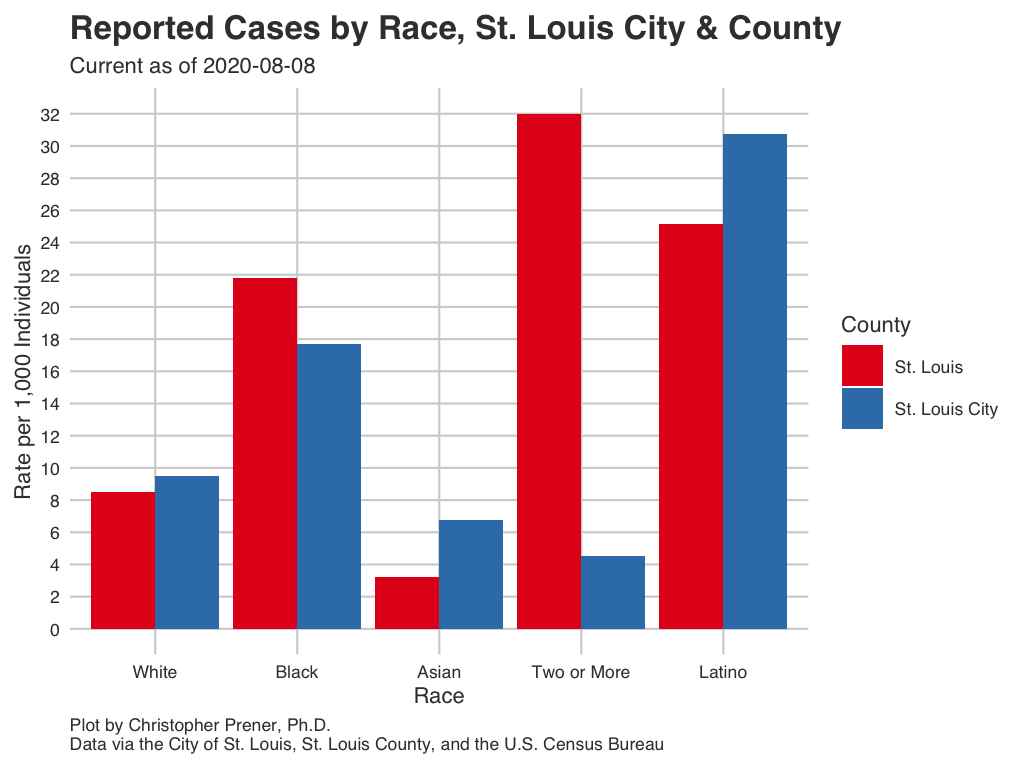 Reported Cases by Race, St. Louis City & County
Current as of 2020-08-08
Rate per 1,000 Individuals
32
30
28
26
24
22
20
18
16
14
12
10
8
6
4
2
0
White
Black
Asian
Two or More
Latino
Race
County
St. Louis
St. Louis City
Plot by Christopher Prener, Ph.D.
Data via the City of St. Louis, St. Louis County, and the U.S. Census Bureau